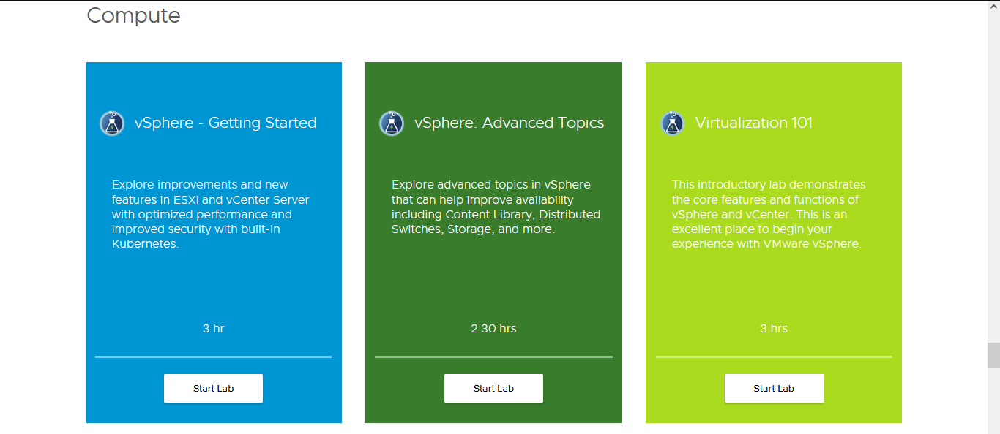 Compute
vSphere - Getting Started
Explore improvements and new
features in ESXi and vCenter Server
with optimized performance and
improved security with built-in
Kubernetes.
3 hr
Start Lab
vSphere: Advanced Topics
Explore advanced topics in vSphere
that can help improve availability
including Content Library, Distributed
Switches, Storage, and more.
2:30 hrs
Start Lab
Virtualization 101
This introductory lab demonstrates
the core features and functions of
vSphere and vCenter. This is an
excellent place to begin your
experience with VMware vSphere.
3 hrs
Start Lab